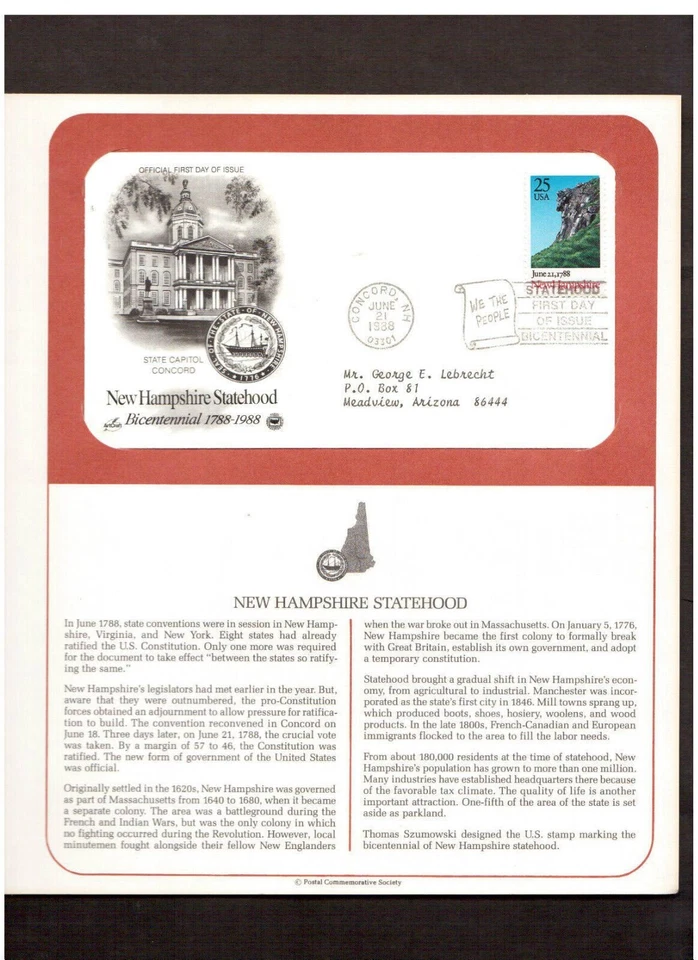 OFFICIAL FIRST DAY OF ISSUE
25
USA
June 21, 1788
New Hampshire
CONCORD, NH
JUNE
21
1988
03301
WE THE
PEOPLE
STATEHOOD
FIRST DAY
OF ISSUE
BICENTENNIAL
SEAL · OF · THE · STATE · OF · NEW · HAMPSHIRE
· 1776 ·
STATE CAPITOL
CONCORD
New Hampshire Statehood
ArtCraft
Bicentennial 1788-1988
Mr. George E. Lebrecht
P.O. Box 81
Meadview, Arizona 86444
NEW HAMPSHIRE STATEHOOD
In June 1788, state conventions were in session in New Hamp-
shire, Virginia, and New York. Eight states had already
ratified the U.S. Constitution. Only one more was required
for the document to take effect "between the states so ratify-
ing the same."
New Hampshire's legislators had met earlier in the year. But,
aware that they were outnumbered, the pro-Constitution
forces obtained an adjournment to allow pressure for ratifica-
tion to build. The convention reconvened in Concord on
June 18. Three days later, on June 21, 1788, the crucial vote
was taken. By a margin of 57 to 46, the Constitution was
ratified. The new form of government of the United States
was official.
Originally settled in the 1620s, New Hampshire was governed
as part of Massachusetts from 1640 to 1680, when it became
a separate colony. The area was a battleground during the
French and Indian Wars, but was the only colony in which
no fighting occurred during the Revolution. However, local
minutemen fought alongside their fellow New Englanders
when the war broke out in Massachusetts. On January 5, 1776,
New Hampshire became the first colony to formally break
with Great Britain, establish its own government, and adopt
a temporary constitution.
Statehood brought a gradual shift in New Hampshire's econ-
omy, from agricultural to industrial. Manchester was incor-
porated as the state's first city in 1846. Mill towns sprang up,
which produced boots, shoes, hosiery, woolens, and wood
products. In the late 1800s, French-Canadian and European
immigrants flocked to the area to fill the labor needs.
From about 180,000 residents at the time of statehood, New
Hampshire's population has grown to more than one million.
Many industries have established headquarters there because
of the favorable tax climate. The quality of life is another
important attraction. One-fifth of the area of the state is set
aside as parkland.
Thomas Szumowski designed the U.S. stamp marking the
bicentennial of New Hampshire statehood.
© Postal Commemorative Society